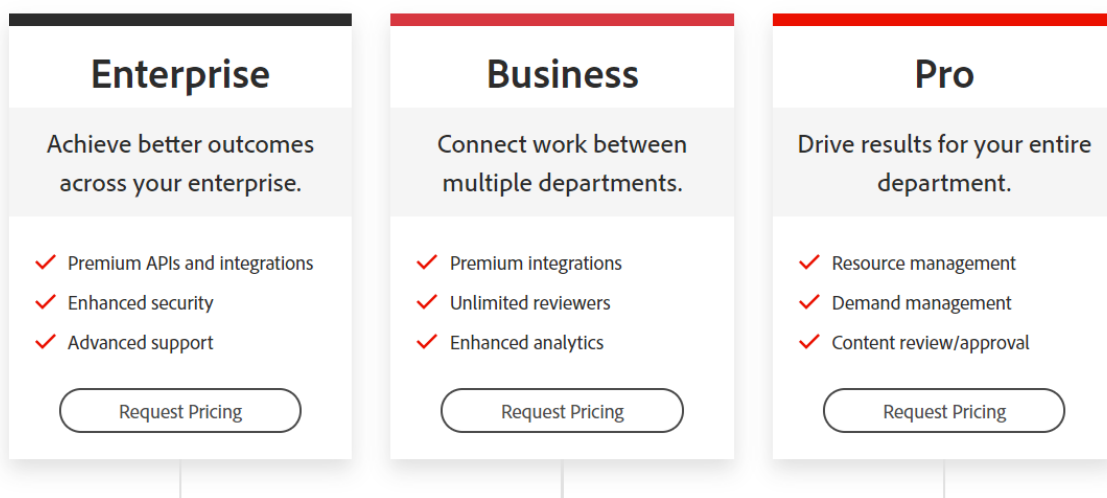 Enterprise
Achieve better outcomes
across your enterprise.
Premium APIs and integrations
Enhanced security
Advanced support
Request Pricing
Business
Connect work between
multiple departments.
Premium integrations
Unlimited reviewers
Enhanced analytics
Request Pricing
Pro
Drive results for your entire
department.
Resource management
Demand management
Content review/approval
Request Pricing